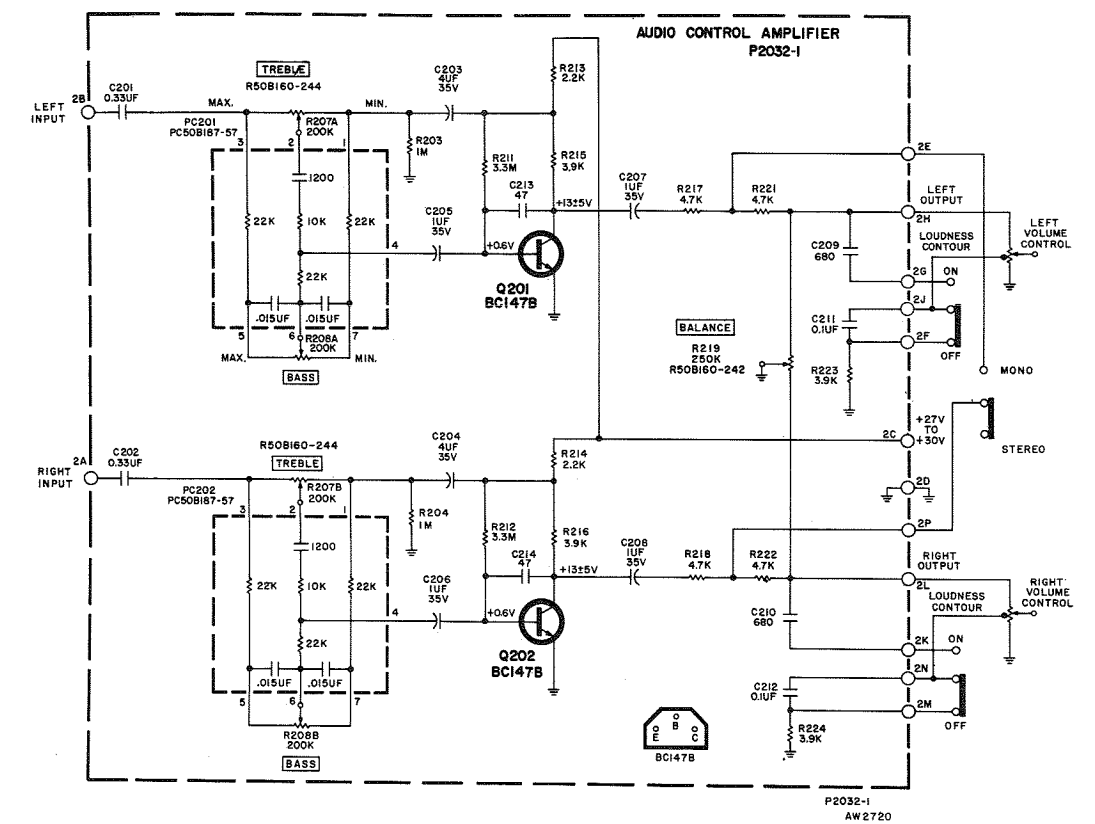 AUDIO CONTROL AMPLIFIER
P2032-1
TREBLE
R50B160-244
C201
0.33UF
2B
LEFT
INPUT
MAX.
MIN.
PC201
PC50B187-57
R207A
200K
3
2
1
C203
4UF
35V
R203
1M
R213
2.2K
R211
3.3M
R215
3.9K
1200
22K
10K
22K
22K
4
.015UF
.015UF
5
6
7
R208A
200K
MAX.
MIN.
BASS
C213
47
C205
1UF
35V
+0.6V
+13±5V
Q201
BC147B
C207
1UF
35V
R217
4.7K
R221
4.7K
2E
LEFT
OUTPUT
2H
LEFT
VOLUME
CONTROL
LOUDNESS
CONTOUR
C209
680
2G
ON
2J
C211
0.1UF
2F
OFF
R223
3.9K
BALANCE
R219
250K
R50B160-242
MONO
STEREO
2C
+27V
TO
+30V
2D
2P
R50B160-244
TREBLE
C202
0.33UF
2A
RIGHT
INPUT
PC202
PC50B187-57
R207B
200K
3
2
1
C204
4UF
35V
R204
1M
R214
2.2K
R212
3.3M
R216
3.9K
1200
22K
10K
22K
22K
4
.015UF
.015UF
5
6
7
R208B
200K
BASS
C214
47
C206
1UF
35V
+0.6V
+13±5V
Q202
BC147B
C208
1UF
35V
R218
4.7K
R222
4.7K
RIGHT
OUTPUT
2L
RIGHT
VOLUME
CONTROL
LOUDNESS
CONTOUR
C210
680
2K
ON
2N
C212
0.1UF
2M
OFF
R224
3.9K
B
E
C
BC147B
P2032-1
AW2720